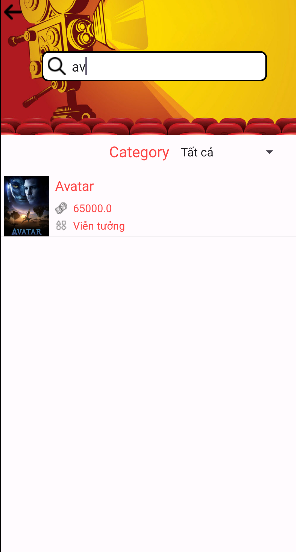 av
Category Tất cả
Avatar
65000.0
Viễn tưởng
AVATAR